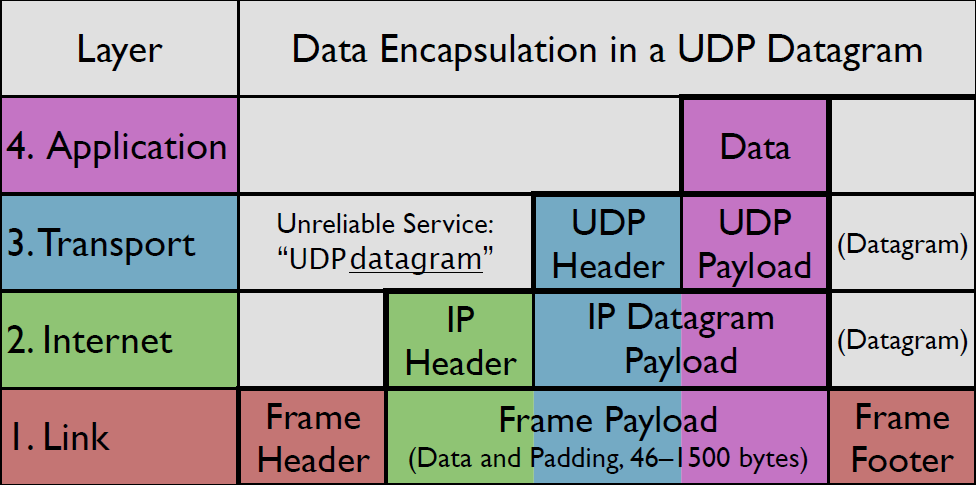 Layer
Data Encapsulation in a UDP Datagram
4. Application
Data
3. Transport
Unreliable Service:
“UDP datagram”
UDP
Header
UDP
Payload
(Datagram)
2. Internet
IP
Header
IP Datagram
Payload
(Datagram)
1. Link
Frame
Header
Frame Payload
(Data and Padding, 46–1500 bytes)
Frame
Footer